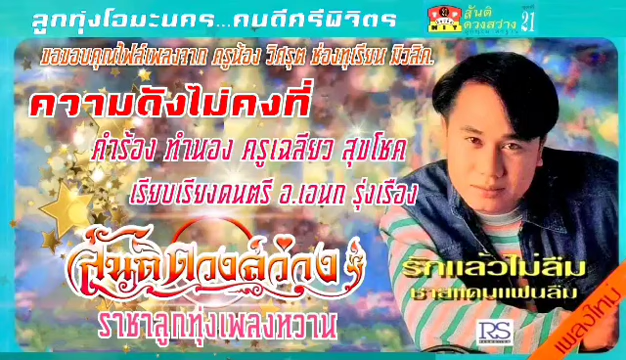 ลูกทุ่งโอมะนคร...คนดีศรีพิจิตร
สันติ
ดวงสว่าง
21
ขอขอบคุณไฟล์เพลงจาก ครูน้อง วิศรุต ช่องทุเรียน มิวสิค.
ความดังไม่คงที่
คำร้อง ทำนอง ครูเฉลียว สุขโชค
เรียบเรียงดนตรี อ.เอนก รุ่งเรือง
สันติ ดวงสว่าง
ราชาลูกทุ่งเพลงหวาน
รักแล้วไม่ลืม
ชายแดนแฟนลืม
RS
เพลงใหม่